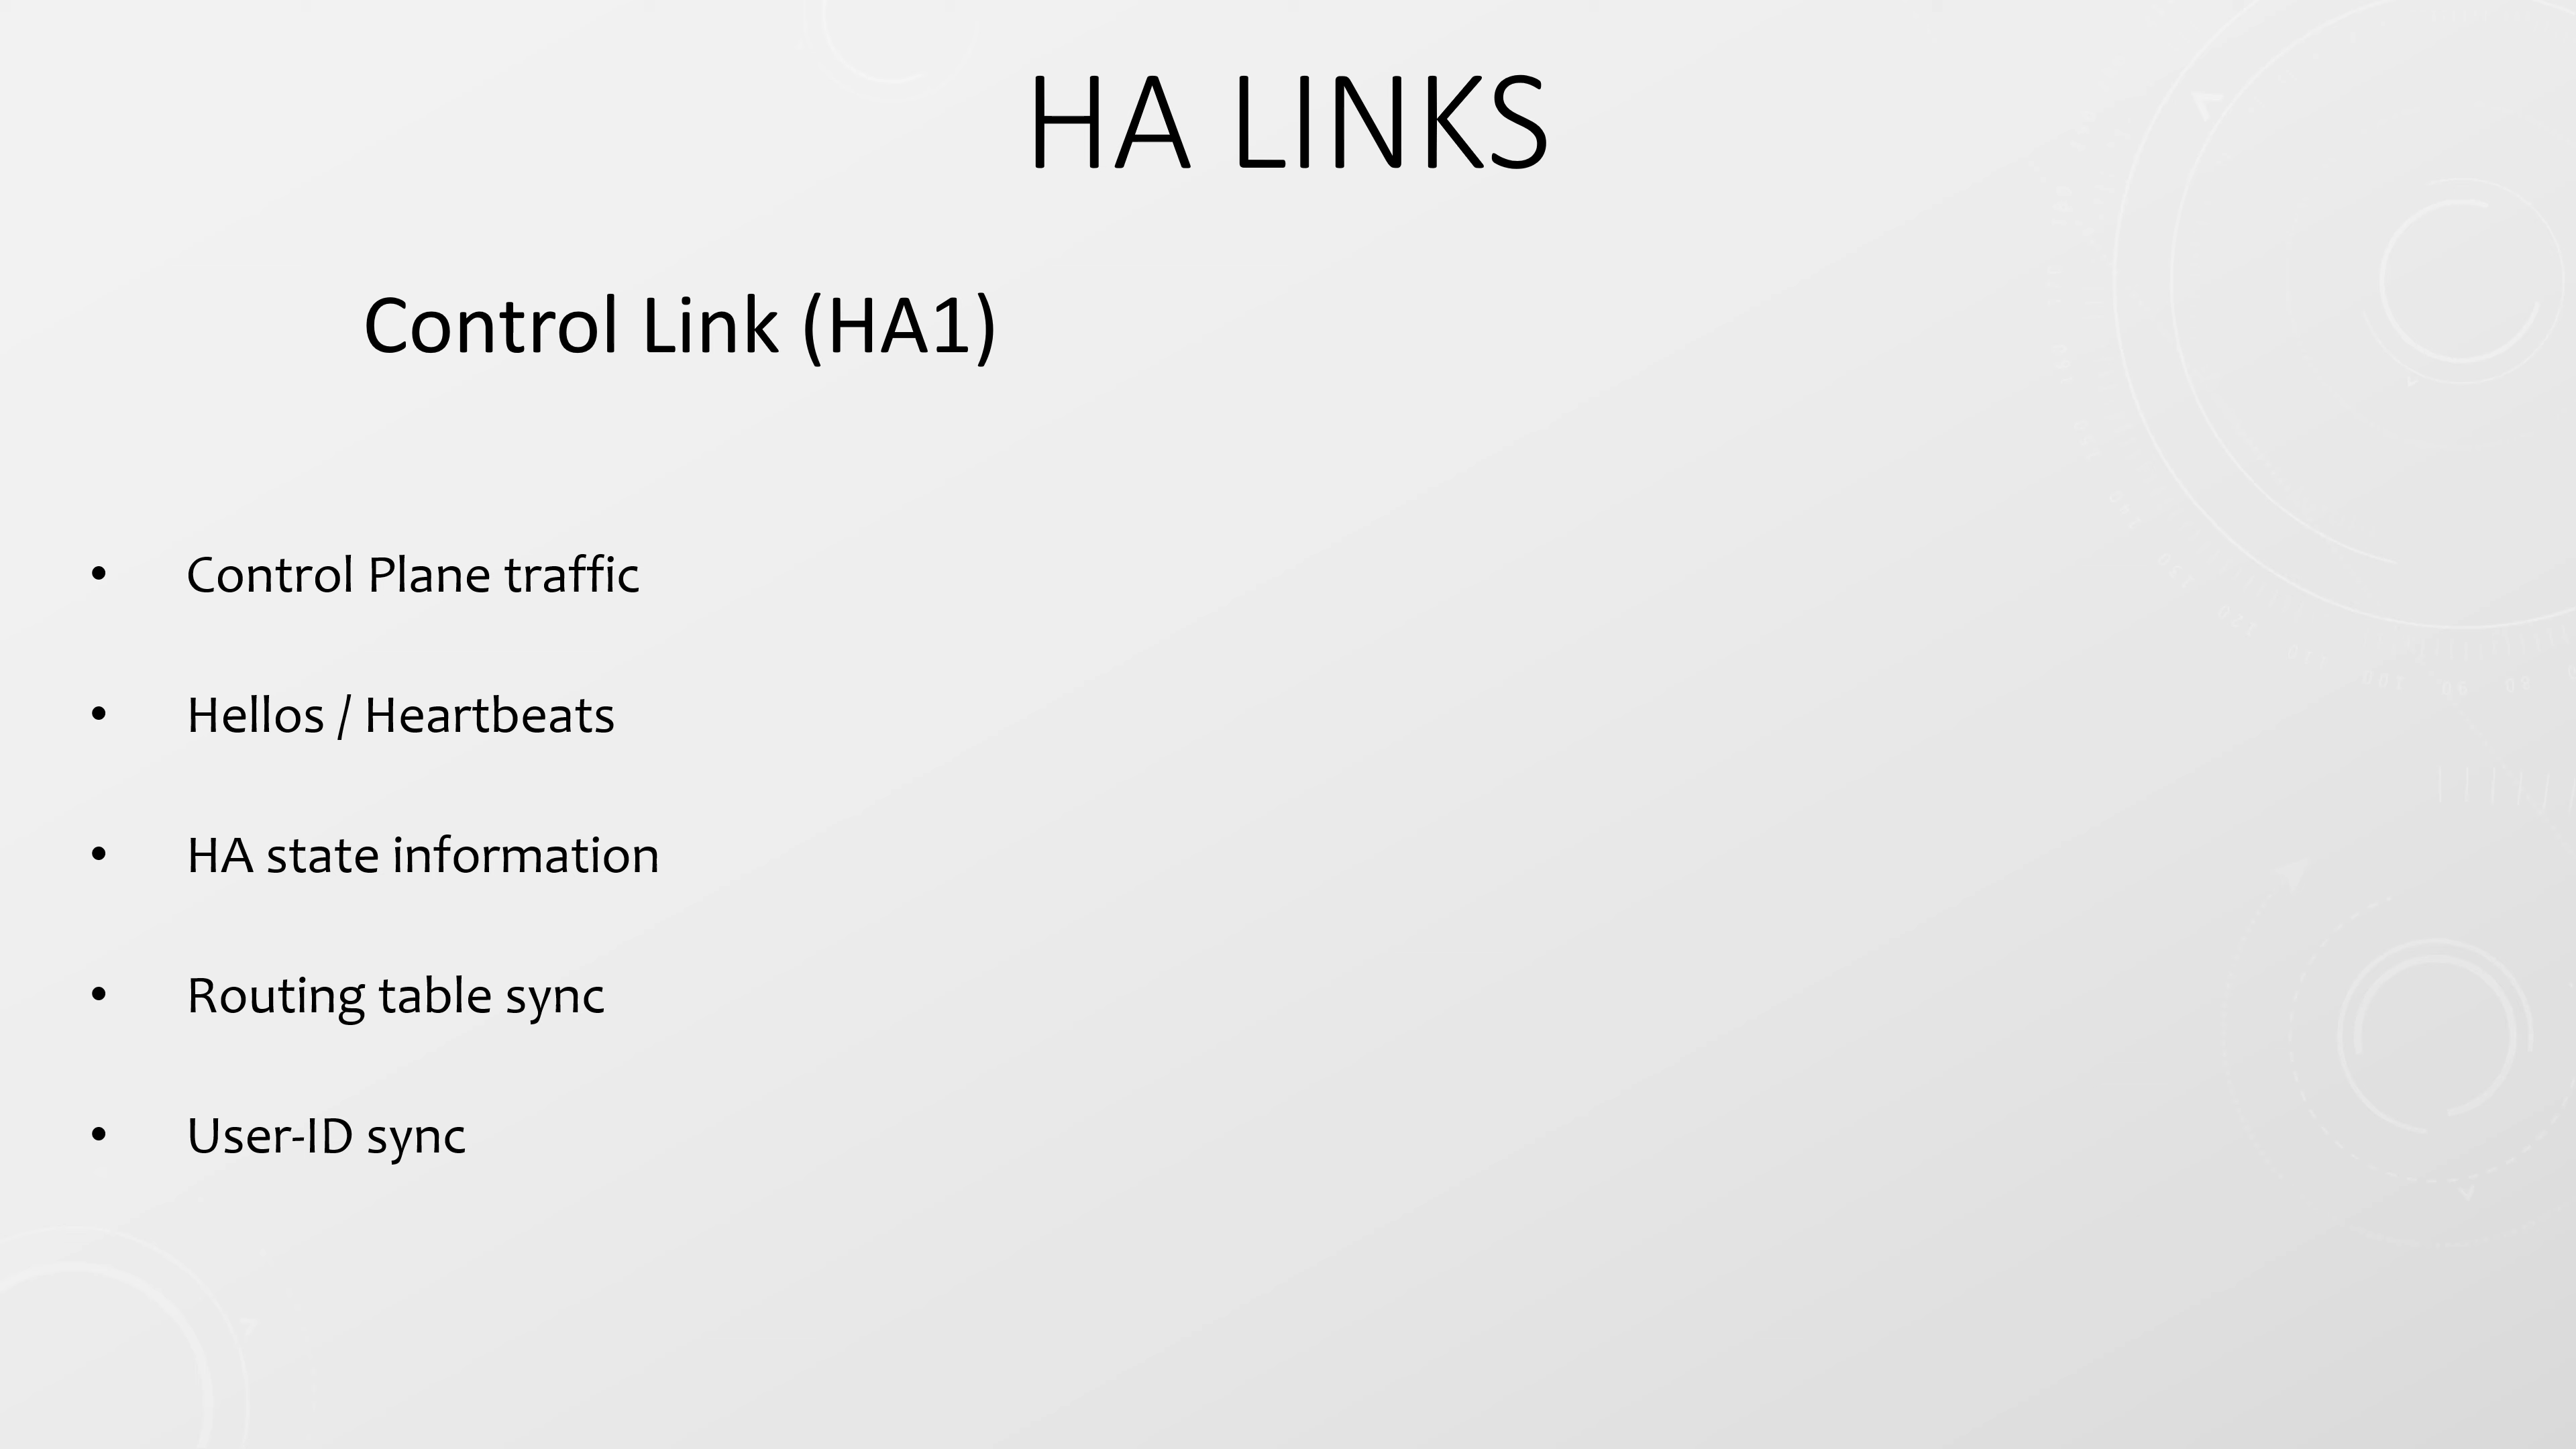 HA LINKS
Control Link (HA1)
• Control Plane traffic
• Hellos / Heartbeats
• HA state information
• Routing table sync
• User-ID sync